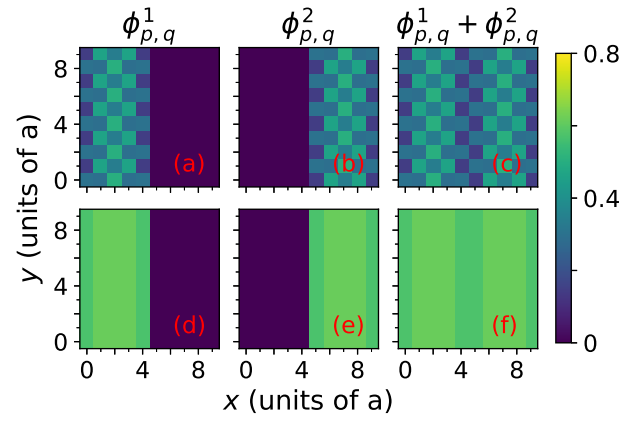 ϕ¹p, q ϕ²p, q ϕ¹p, q + ϕ²p, q
8
4
0
(a) (b) (c)
0.8
0.4
0
8
4
0
(d) (e) (f)
0 4 8 0 4 8 0 4 8
y (units of a)
x (units of a)